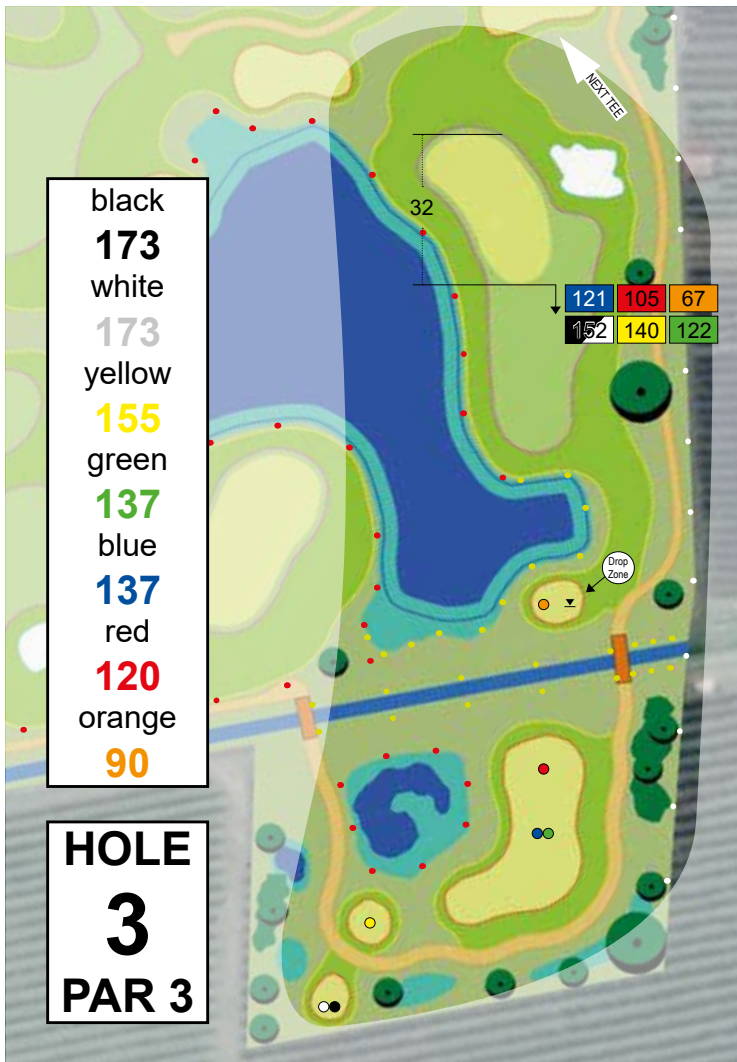 black
173
white
173
yellow
155
green
137
blue
137
red
120
orange
90
HOLE
3
PAR 3
NEXT TEE
32
121 105 67
152 140 122
Drop
Zone